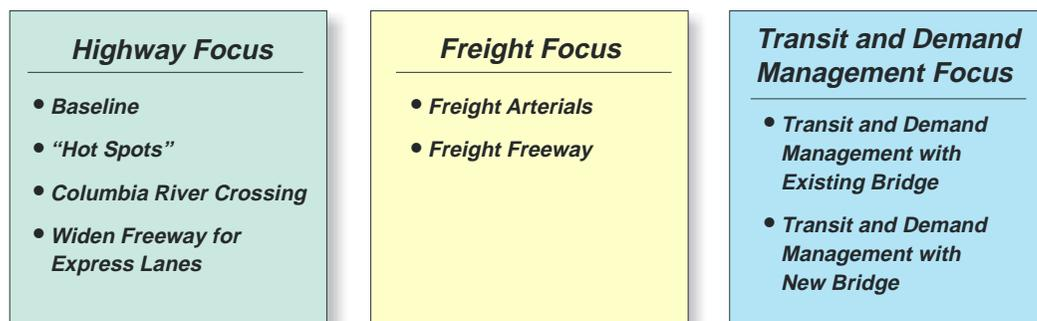 Highway Focus
• Baseline
• “Hot Spots”
• Columbia River Crossing
• Widen Freeway for
Express Lanes
Freight Focus
• Freight Arterials
• Freight Freeway
Transit and Demand
Management Focus
• Transit and Demand
Management with
Existing Bridge
• Transit and Demand
Management with
New Bridge